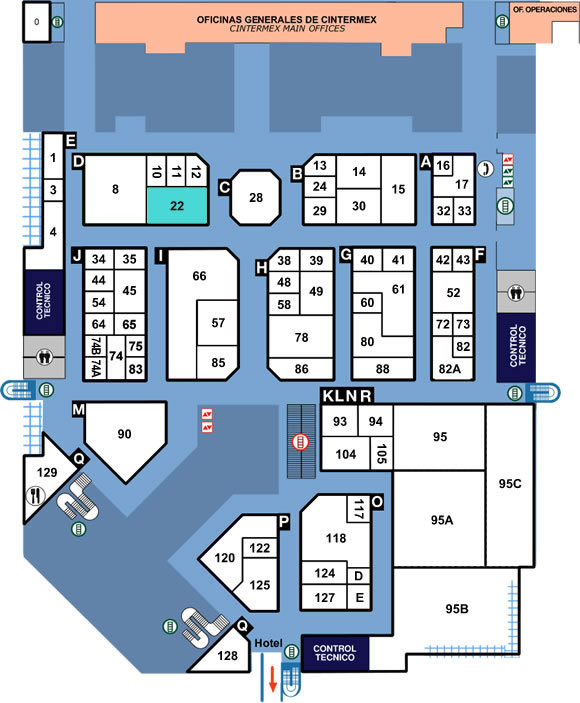 0
OFICINAS GENERALES DE CINTERMEX
CINTERMEX MAIN OFFICES
OF. OPERACIONES
E
1
3
4
CONTROL
TECNICO
D
8
10
11
12
22
C
28
B
13
24
29
14
30
15
A
16
17
32
33
J
34
35
44
45
54
64
65
74B
74A
74
75
83
I
66
57
85
H
38
39
48
49
58
78
86
G
40
41
60
61
80
88
F
42
43
52
72
73
82
82A
CONTROL
TECNICO
M
90
Q
129
K L N R
93
94
95
104
105
95A
95C
95B
P
120
122
125
O
117
118
124
D
127
E
Q
128
Hotel
CONTROL
TECNICO